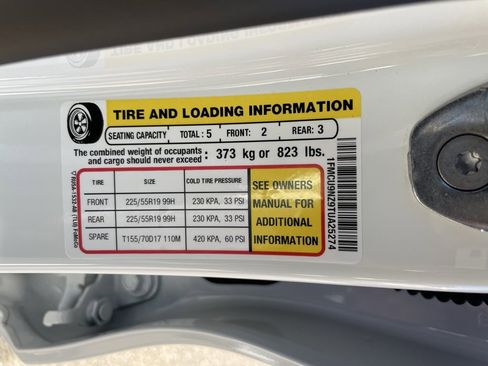 TIRE AND LOADING INFORMATION
SEATING CAPACITY TOTAL : 5 FRONT: 2 REAR: 3
The combined weight of occupants
and cargo should never exceed : 373 kg or 823 lbs.
TIRE SIZE COLD TIRE PRESSURE
FRONT 225/55R19 99H 230 KPA, 33 PSI
REAR 225/55R19 99H 230 KPA, 33 PSI
SPARE T155/70D17 110M 420 KPA, 60 PSI
SEE OWNERS
MANUAL FOR
ADDITIONAL
INFORMATION